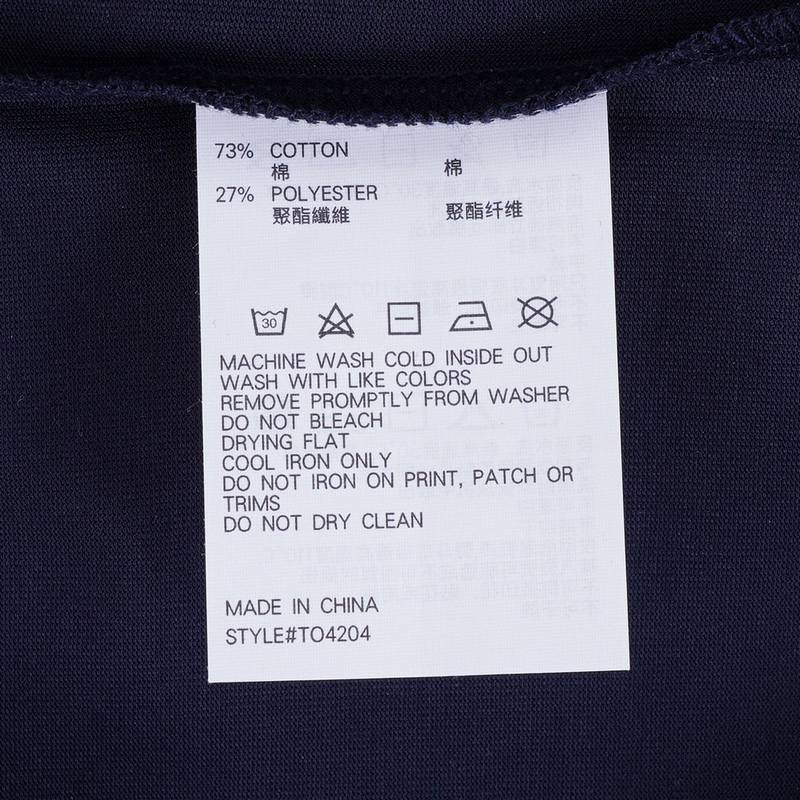 73% COTTON
棉 棉
27% POLYESTER
聚酯纖維 聚酯纤维
30
MACHINE WASH COLD INSIDE OUT
WASH WITH LIKE COLORS
REMOVE PROMPTLY FROM WASHER
DO NOT BLEACH
DRYING FLAT
COOL IRON ONLY
DO NOT IRON ON PRINT, PATCH OR
TRIMS
DO NOT DRY CLEAN
MADE IN CHINA
STYLE#TO4204